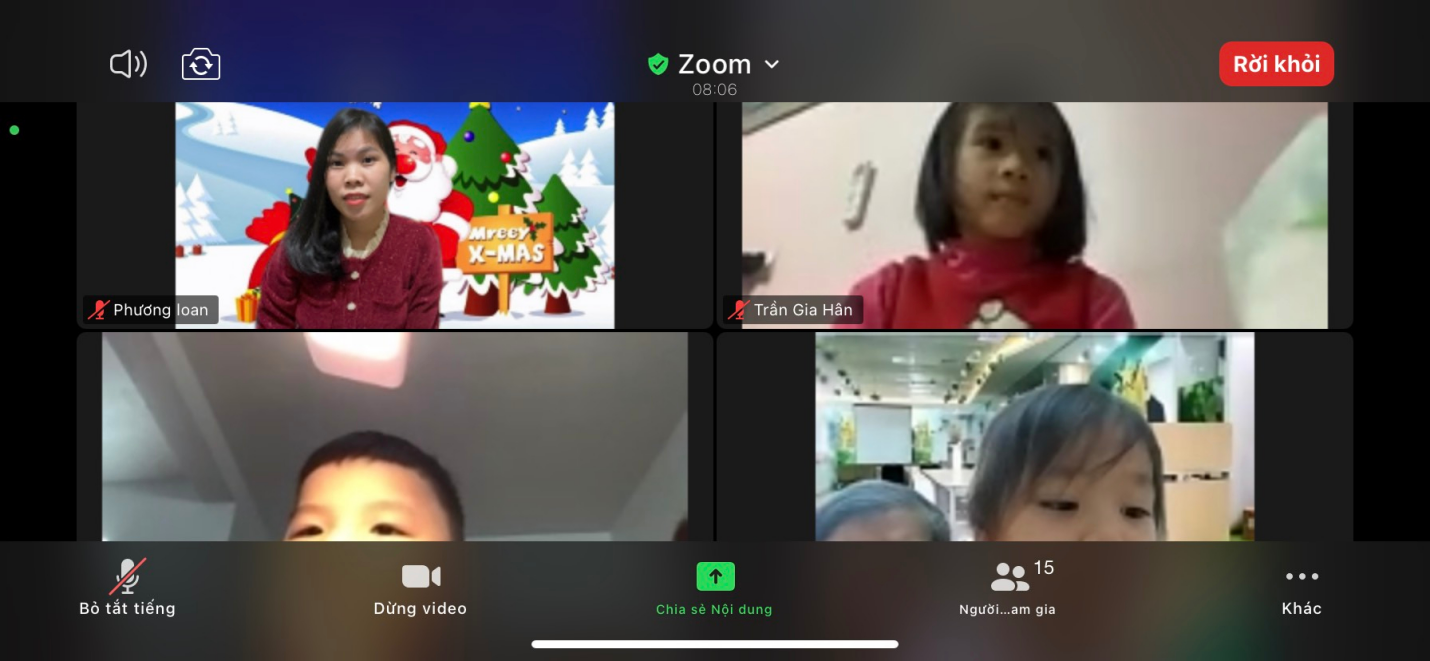 Zoom
08:06
Rời khỏi
Mrccy
X-MAS
Phương loan
Trần Gia Hân
15
Bỏ tắt tiếng
Dừng video
Chia sẻ Nội dung
Người...am gia
Khác